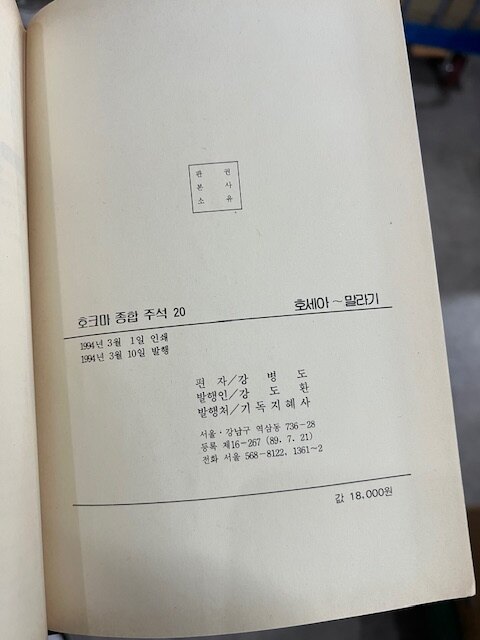 판 권
본 사
소 유
호크마 종합 주석 20 호세아 ~ 말라기
1994년 3월 1일 인쇄
1994년 3월 10일 발행
편 자/강 병 도
발행인/강 도 환
발행처/기독지혜사
서울·강남구 역삼동 736-28
등록 제16-267 (89. 7. 21)
전화 서울 568-8122, 1361~2
값 18,000원